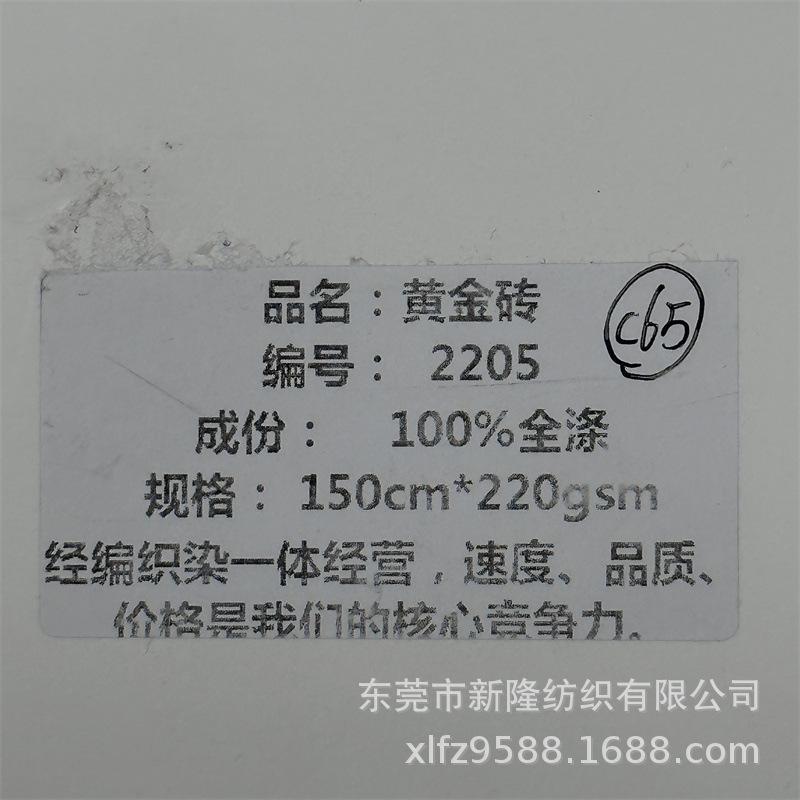 品名：黄金砖
c65
编号： 2205
成份： 100%全涤
规格：150cm*220gsm
经编织染一体经营，速度、品质、
价格是我们的核心竞争力。
东莞市新隆纺织有限公司
xlfz9588.1688.com